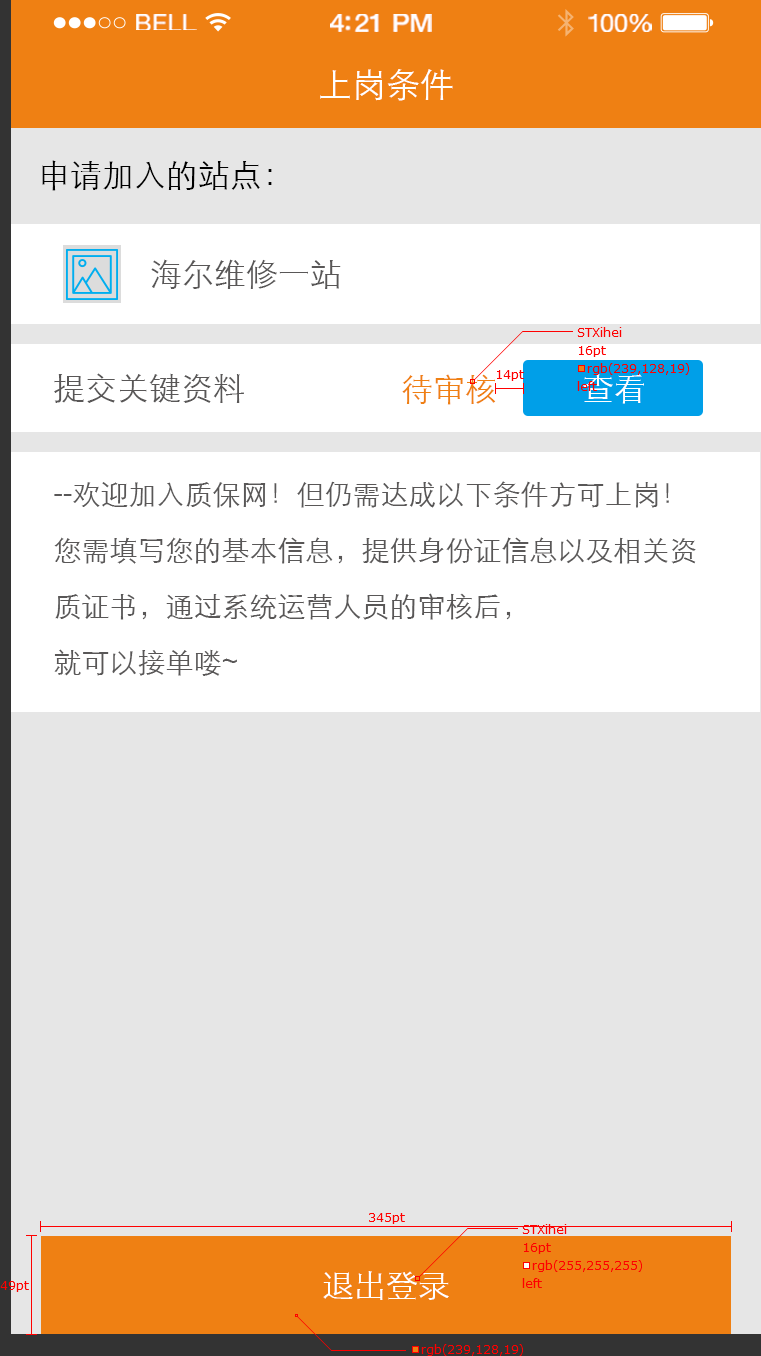 BELL 4:21 PM 100%
上岗条件
申请加入的站点：
海尔维修一站
STXihei
16pt
rgb(239,128,19)
left
提交关键资料 待审核 14pt 查看
--欢迎加入质保网！但仍需达成以下条件方可上岗！
您需填写您的基本信息，提供身份证信息以及相关资
质证书，通过系统运营人员的审核后，
就可以接单喽~
345pt
STXihei
16pt
rgb(255,255,255)
left
49pt
退出登录
rgb(239,128,19)